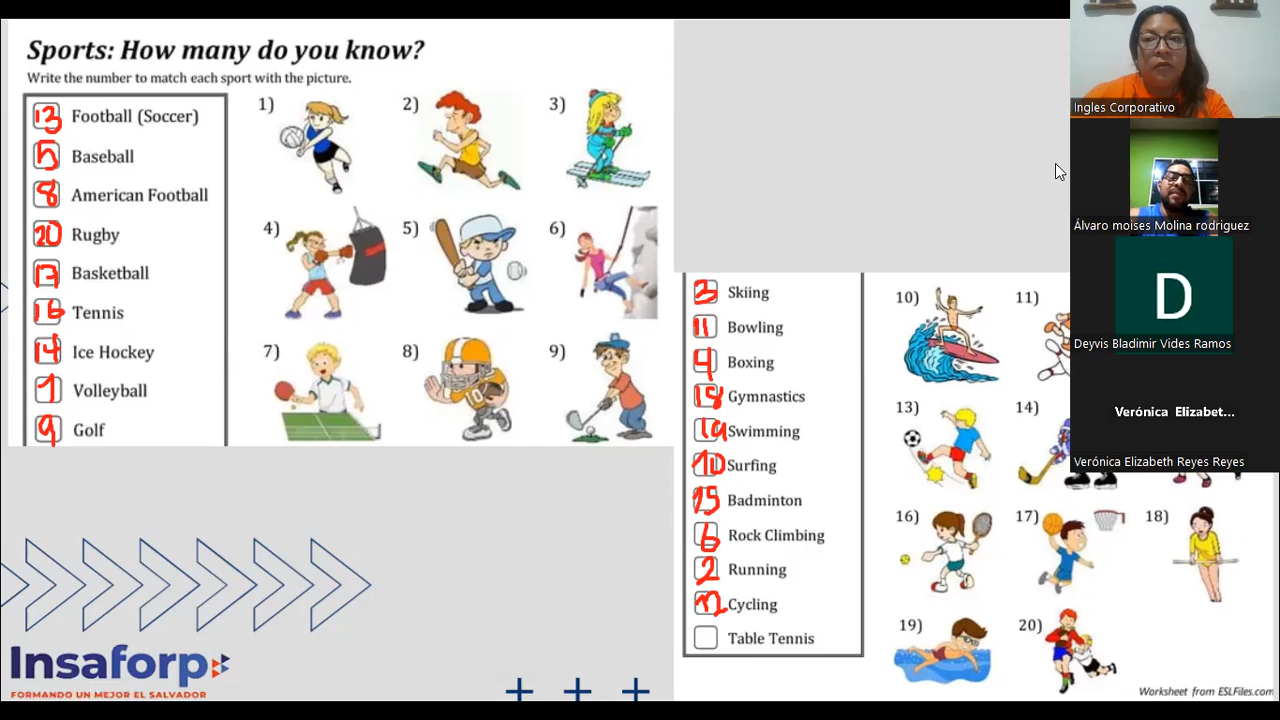 Sports: How many do you know?
Write the number to match each sport with the picture.
13 Football (Soccer)
5 Baseball
8 American Football
20 Rugby
17 Basketball
16 Tennis
14 Ice Hockey
1 Volleyball
9 Golf
1)
2)
3)
4)
5)
6)
7)
8)
9)
3 Skiing
11 Bowling
4 Boxing
18 Gymnastics
19 Swimming
10 Surfing
15 Badminton
6 Rock Climbing
2 Running
12 Cycling
Table Tennis
10)
11)
13)
14)
16)
17)
18)
19)
20)
Worksheet from ESLFiles.com
Insaforp
FORMANDO UN MEJOR EL SALVADOR
Ingles Corporativo
Álvaro moises Molina rodriguez
D
Deyvis Bladimir Vides Ramos
Verónica Elizabet...
Verónica Elizabeth Reyes Reyes